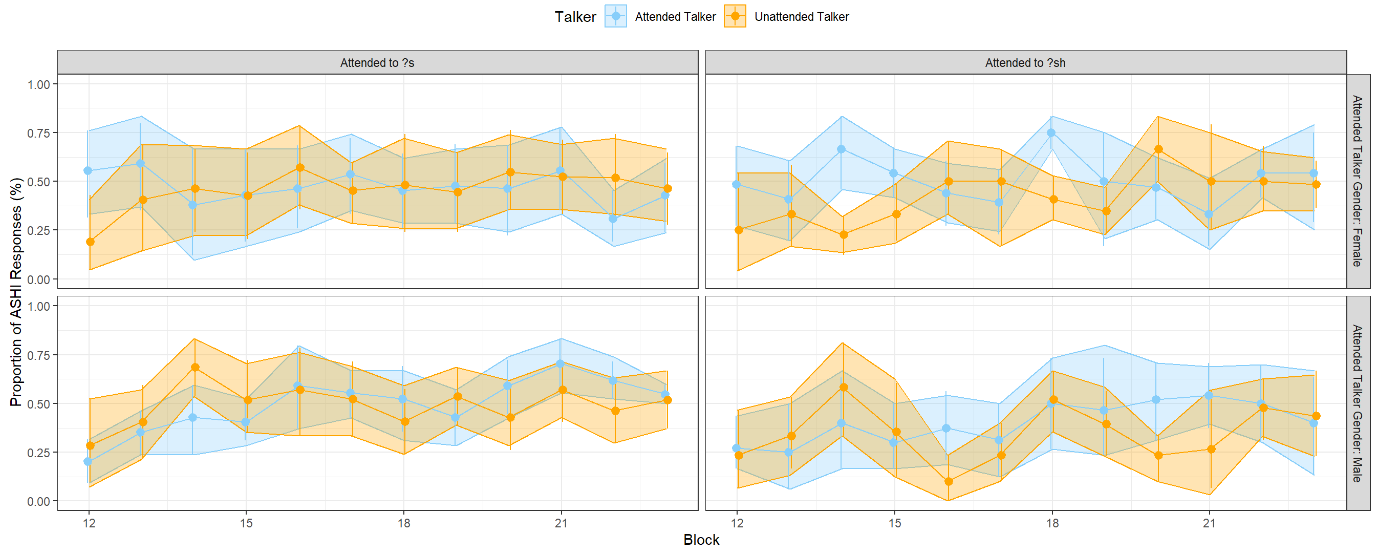 Talker Attended Talker Unattended Talker
Attended to ?s
Attended to ?sh
Proportion of ASHI Responses (%)
1.00
0.75
0.50
0.25
0.00
Attended Talker Gender: Female
1.00
0.75
0.50
0.25
0.00
Attended Talker Gender: Male
12 15 18 21
12 15 18 21
Block